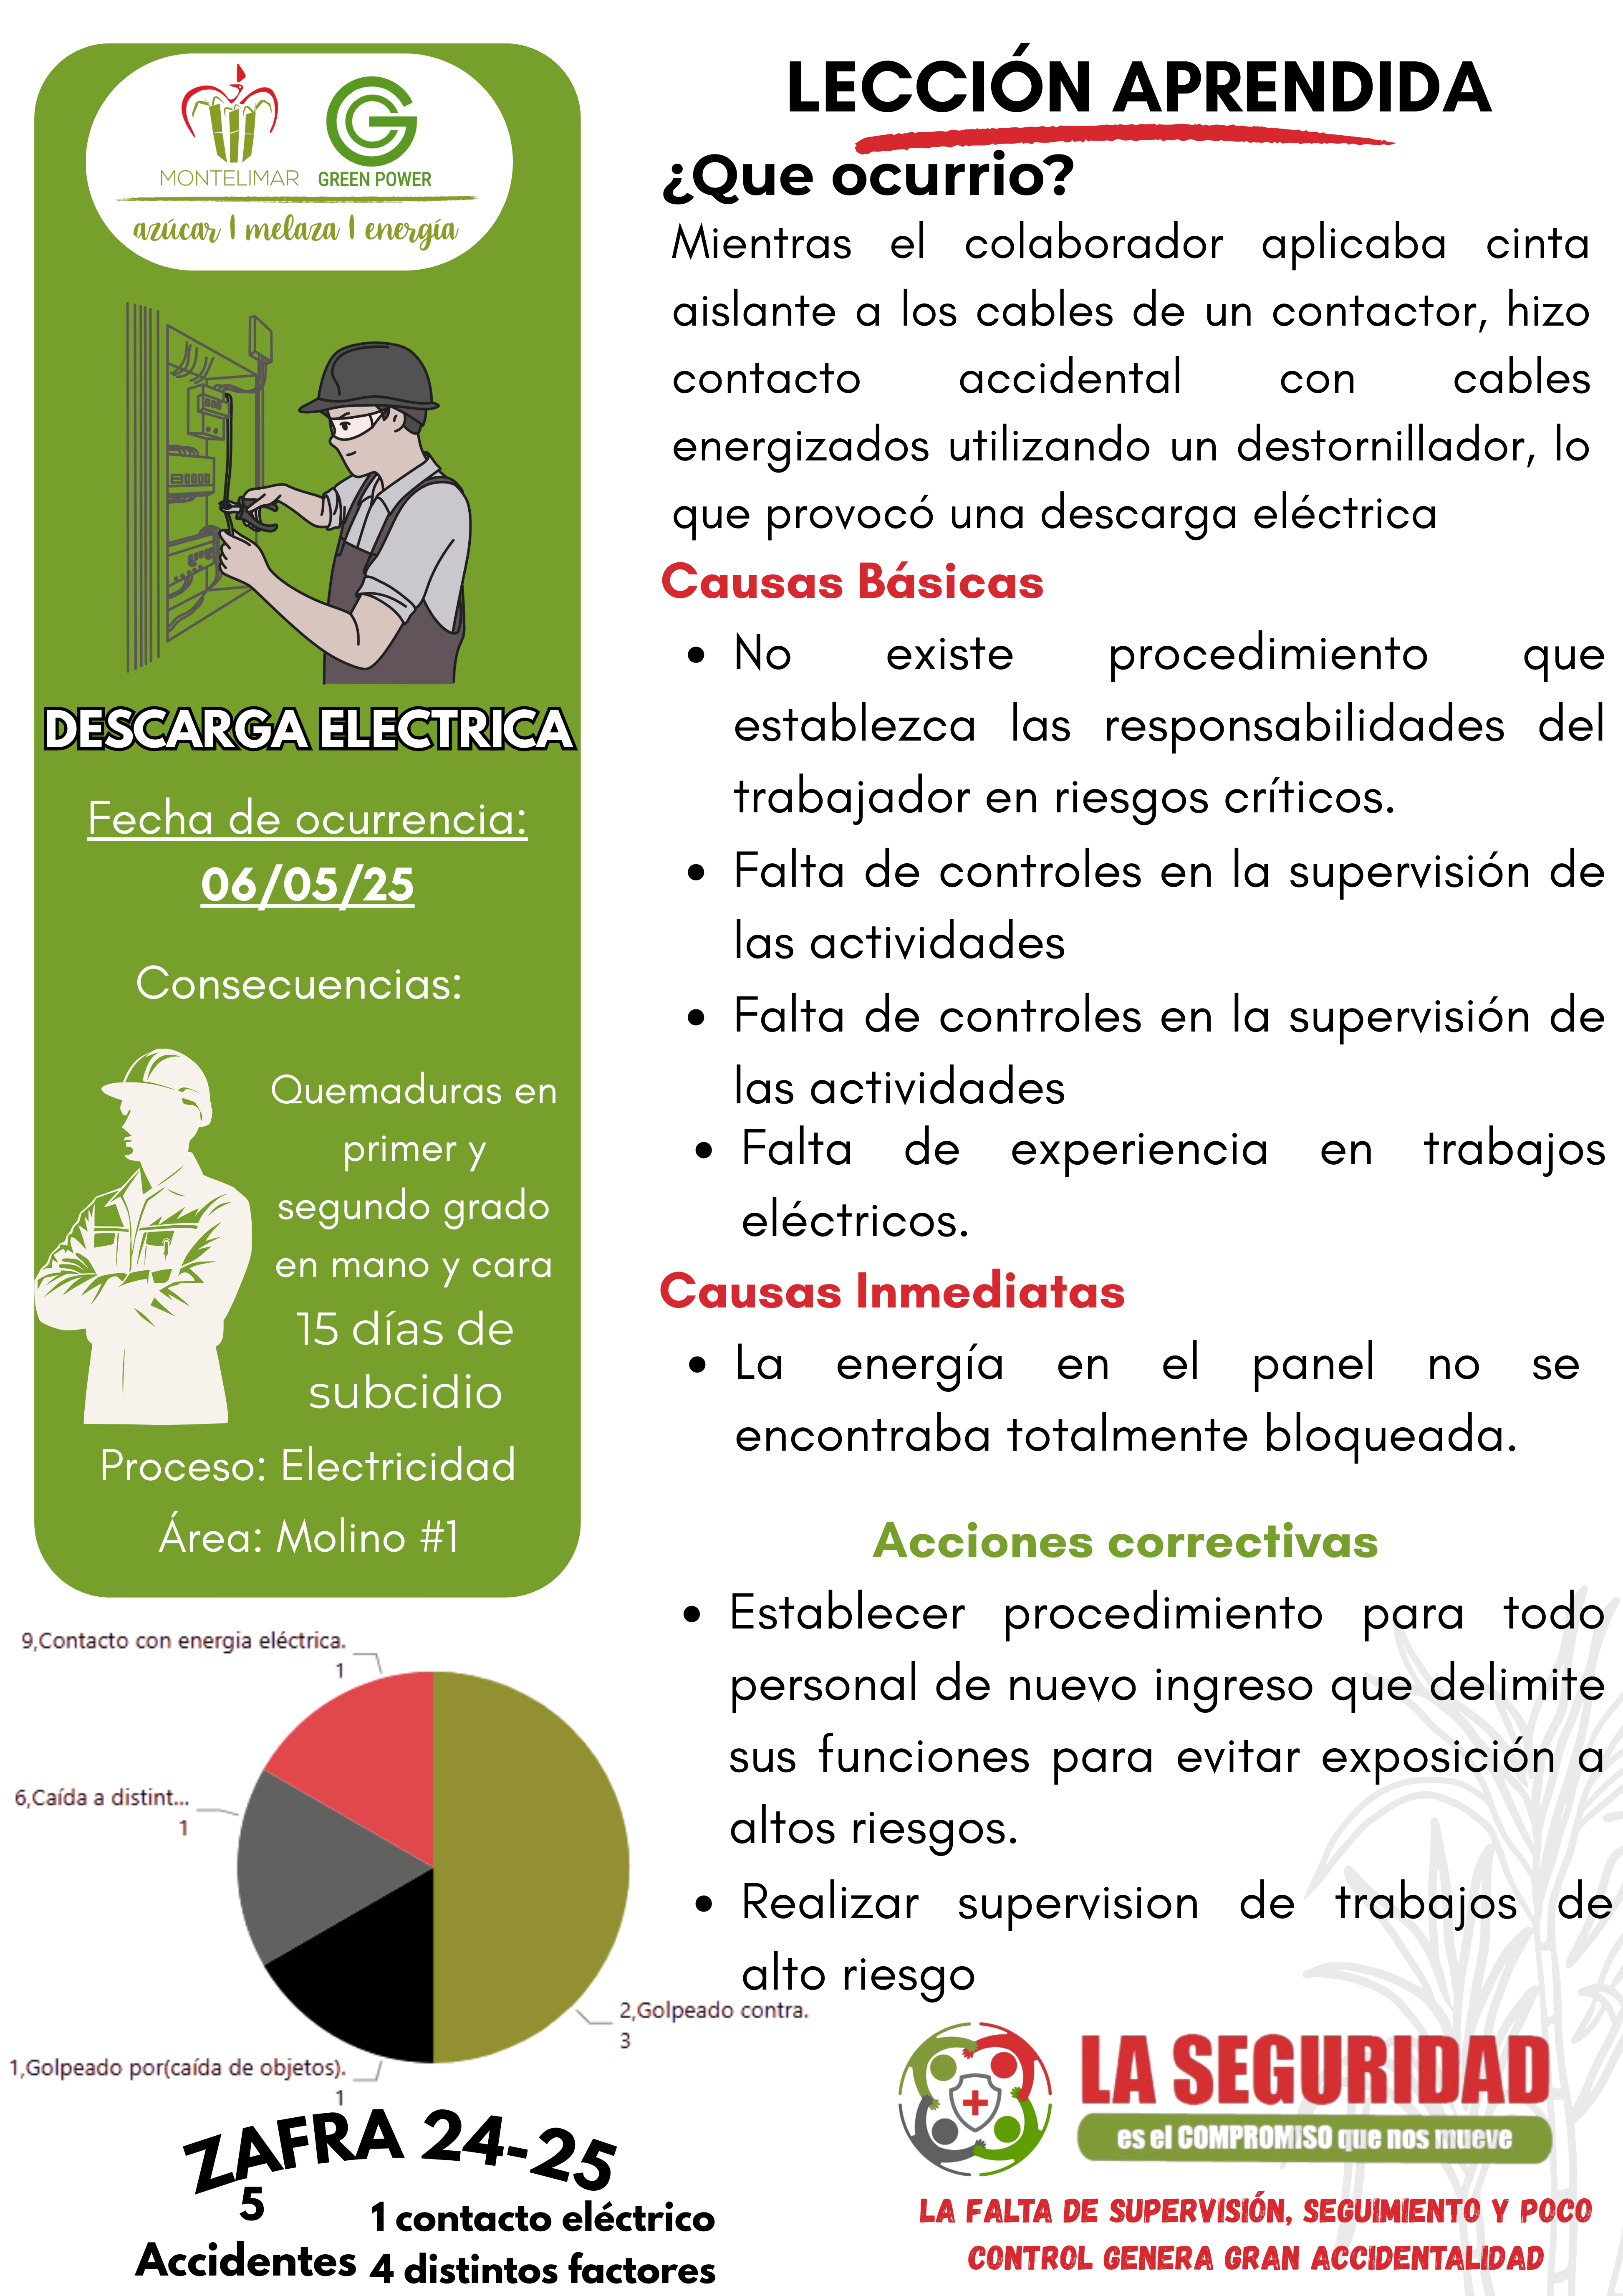 MONTELIMAR GREEN POWER
azúcar | melaza | energía
DESCARGA ELECTRICA
Fecha de ocurrencia:
06/05/25
Consecuencias:
Quemaduras en
primer y
segundo grado
en mano y cara
15 días de
subcidio
Proceso: Electricidad
Área: Molino #1
LECCIÓN APRENDIDA
¿Que ocurrio?
Mientras el colaborador aplicaba cinta
aislante a los cables de un contactor, hizo
contacto accidental con cables
energizados utilizando un destornillador, lo
que provocó una descarga eléctrica
Causas Básicas
• No existe procedimiento que
establezca las responsabilidades del
trabajador en riesgos críticos.
• Falta de controles en la supervisión de
las actividades
• Falta de controles en la supervisión de
las actividades
• Falta de experiencia en trabajos
eléctricos.
Causas Inmediatas
• La energía en el panel no se
encontraba totalmente bloqueada.
Acciones correctivas
• Establecer procedimiento para todo
personal de nuevo ingreso que delimite
sus funciones para evitar exposición a
altos riesgos.
• Realizar supervision de trabajos de
alto riesgo
9,Contacto con energia eléctrica.
1
6,Caída a distint...
1
2,Golpeado contra.
3
1,Golpeado por(caída de objetos).
1
ZAFRA 24-25
5
Accidentes
1 contacto eléctrico
4 distintos factores
LA SEGURIDAD
es el COMPROMISO que nos mueve
LA FALTA DE SUPERVISIÓN, SEGUIMIENTO Y POCO
CONTROL GENERA GRAN ACCIDENTALIDAD